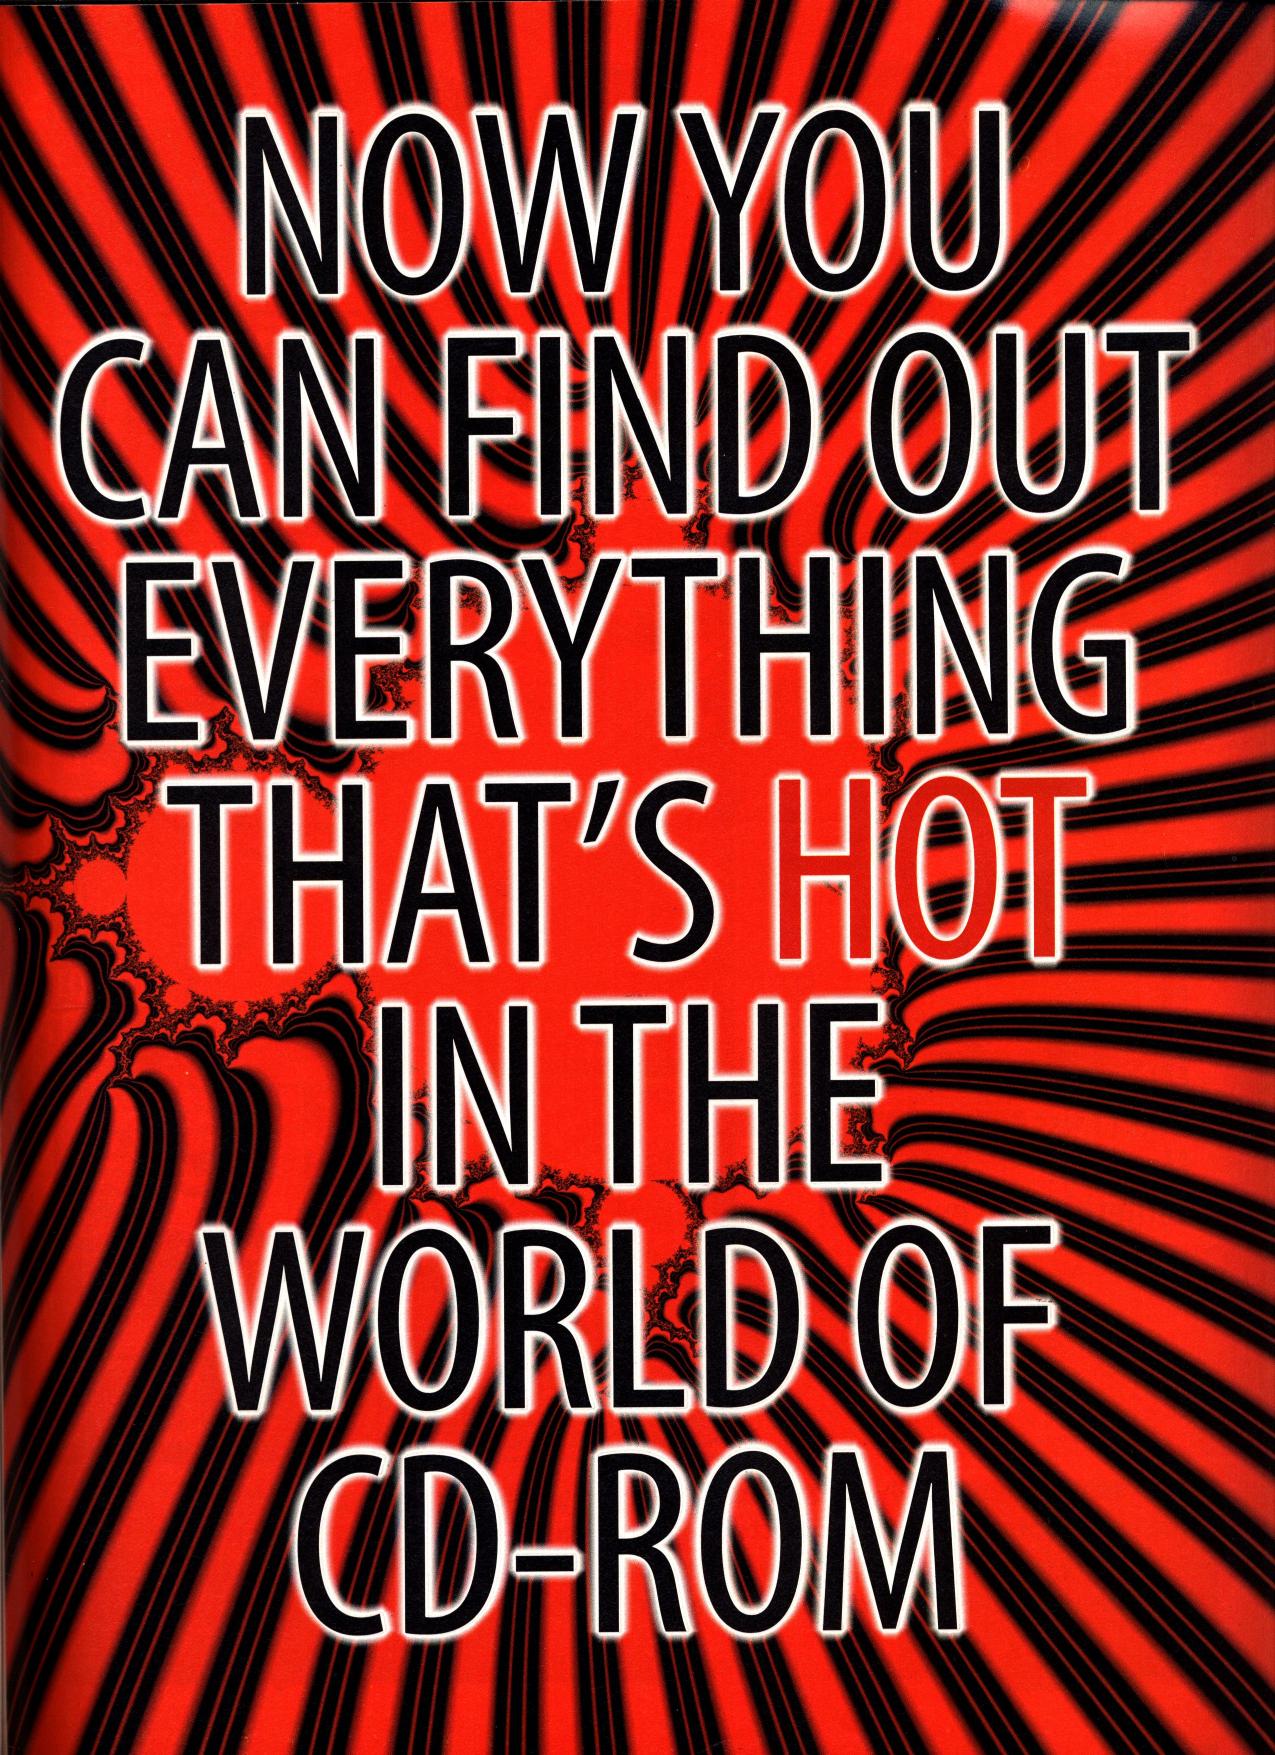 NOW YOU
CAN FIND OUT
EVERYTHING
THAT'S HOT
IN THE
WORLD OF
CD-ROM